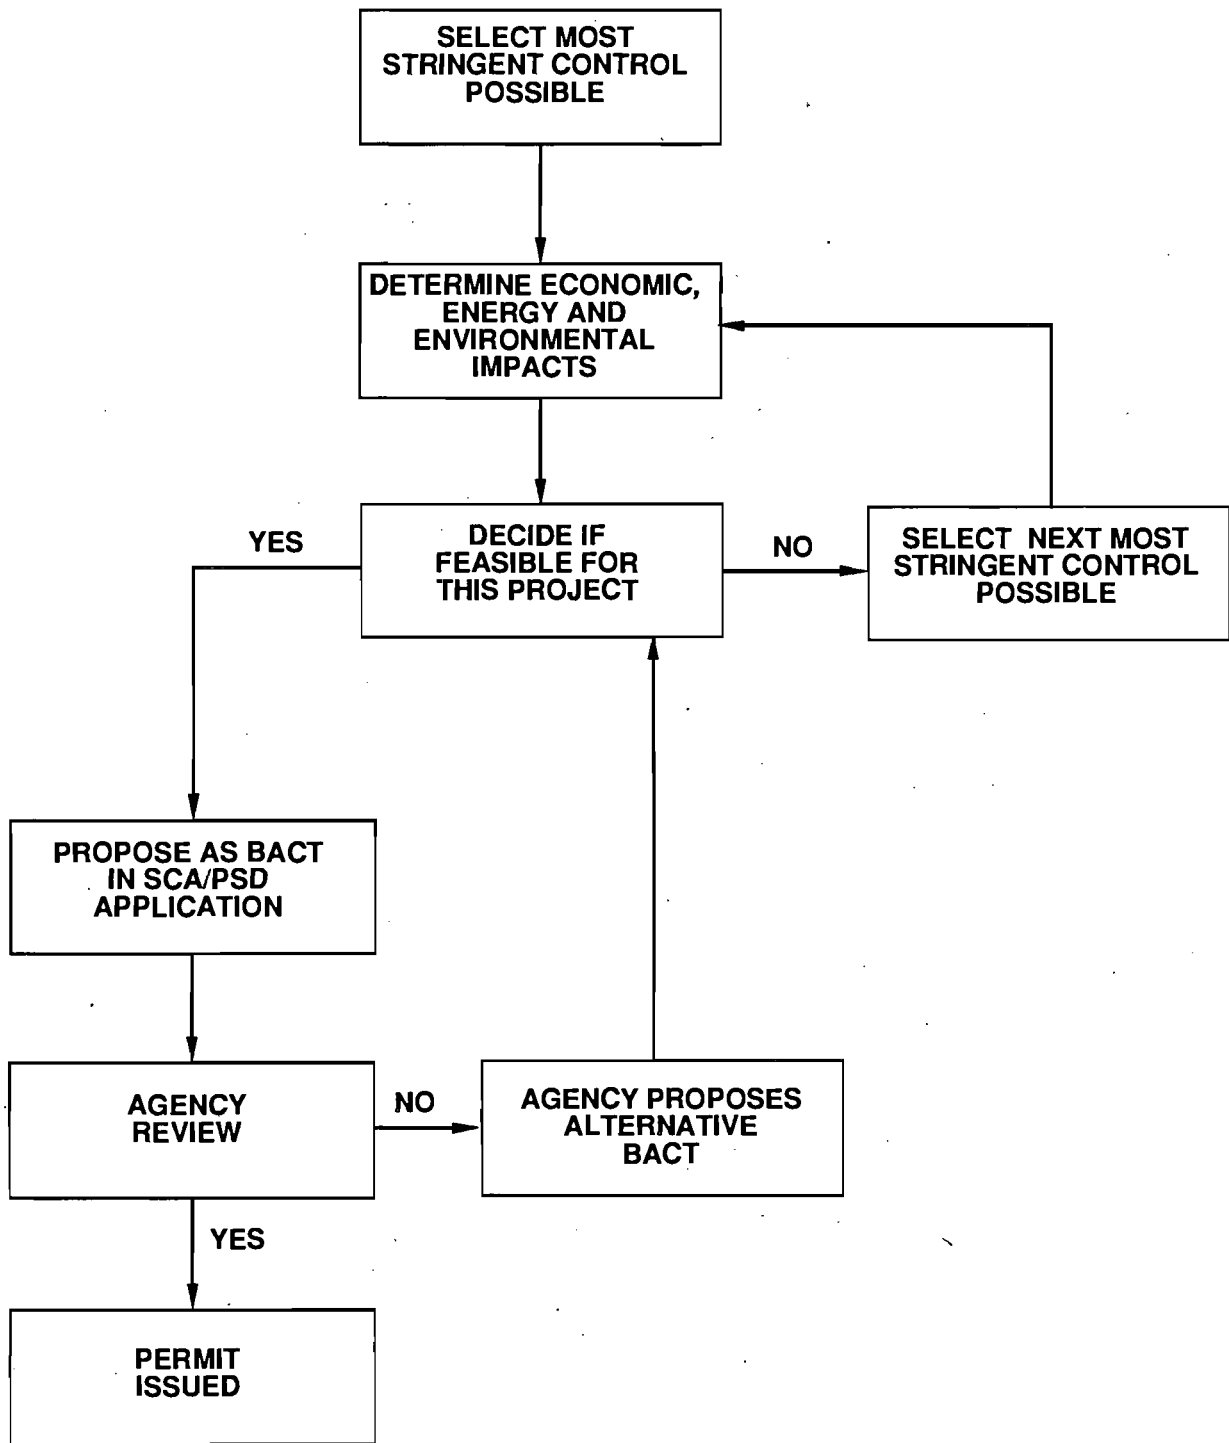 SELECT MOST
STRINGENT CONTROL
POSSIBLE
DETERMINE ECONOMIC,
ENERGY AND
ENVIRONMENTAL
IMPACTS
YES
DECIDE IF
FEASIBLE FOR
THIS PROJECT
NO
SELECT NEXT MOST
STRINGENT CONTROL
POSSIBLE
PROPOSE AS BACT
IN SCA/PSD
APPLICATION
AGENCY
REVIEW
NO
AGENCY PROPOSES
ALTERNATIVE
BACT
YES
PERMIT
ISSUED